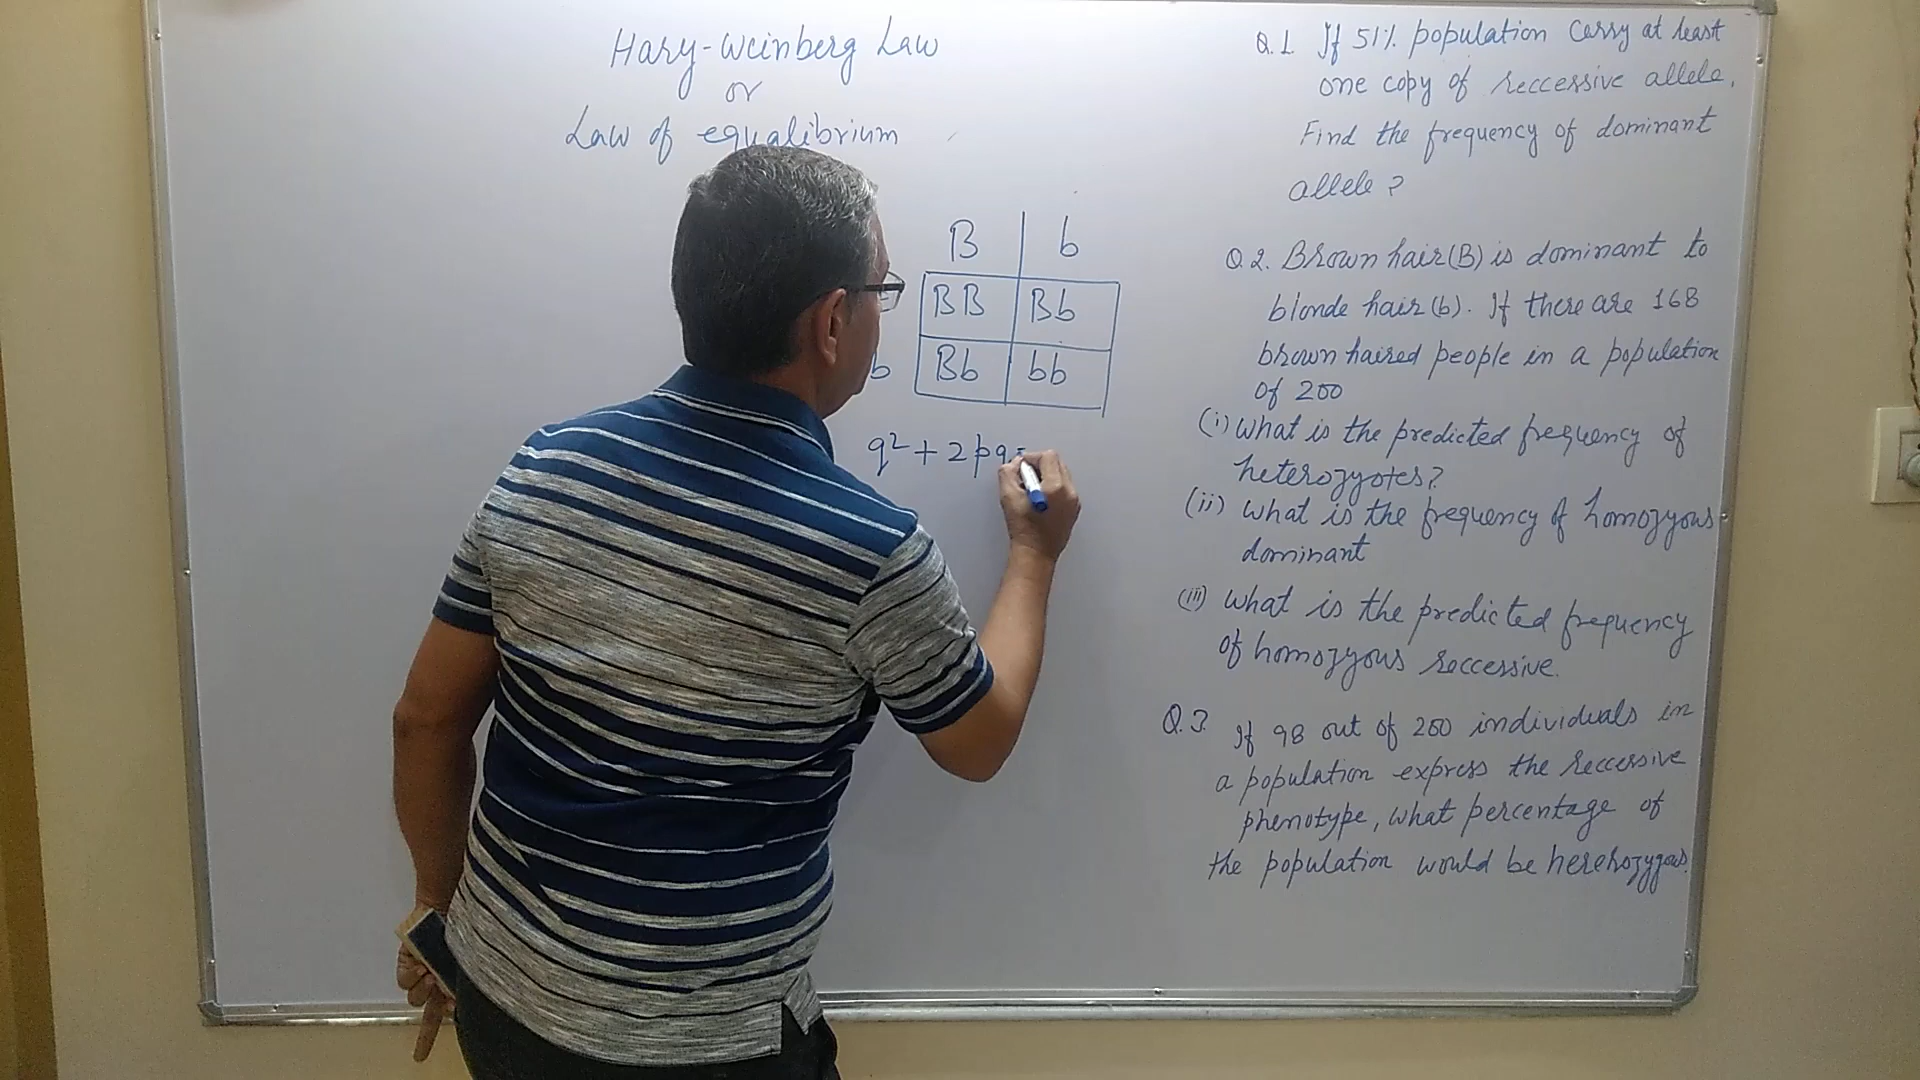 Hary-Weinberg Law
or
Law of equalibrium
B b
BB Bb
b Bb bb
q² + 2pq =
Q.1 If 51% population carry at least
one copy of reccessive allele.
Find the frequency of dominant
allele ?
Q.2. Brown hair(B) is dominant to
blonde hair (b). If there are 168
brown haired people in a population
of 200
(i) What is the predicted frequency of
heterozyotes?
(ii) What is the frequency of homozyous
dominant
(iii) What is the predicted frequency
of homozyous reccessive.
Q.3. If 98 out of 200 individuals in
a population express the reccessive
phenotype, what percentage of
the population would be hererozygous.